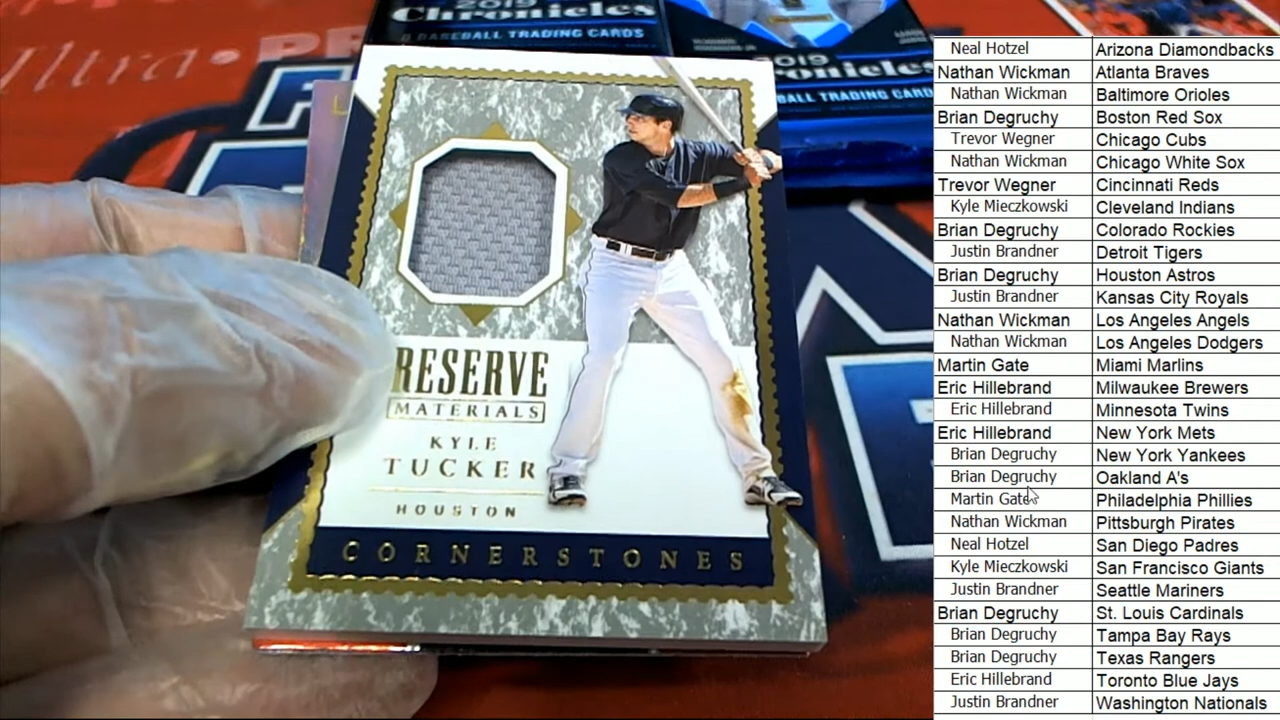 Ultra • PR
2019
Chronicles
8 BASEBALL TRADING CARDS
2019
onicles
BALL TRADING CARDS
RESERVE
MATERIALS
KYLE
TUCKER
HOUSTON
CORNERSTONES
Neal Hotzel Arizona Diamondbacks
Nathan Wickman Atlanta Braves
Nathan Wickman Baltimore Orioles
Brian Degruchy Boston Red Sox
Trevor Wegner Chicago Cubs
Nathan Wickman Chicago White Sox
Trevor Wegner Cincinnati Reds
Kyle Mieczkowski Cleveland Indians
Brian Degruchy Colorado Rockies
Justin Brandner Detroit Tigers
Brian Degruchy Houston Astros
Justin Brandner Kansas City Royals
Nathan Wickman Los Angeles Angels
Nathan Wickman Los Angeles Dodgers
Martin Gate Miami Marlins
Eric Hillebrand Milwaukee Brewers
Eric Hillebrand Minnesota Twins
Eric Hillebrand New York Mets
Brian Degruchy New York Yankees
Brian Degruchy Oakland A's
Martin Gate Philadelphia Phillies
Nathan Wickman Pittsburgh Pirates
Neal Hotzel San Diego Padres
Kyle Mieczkowski San Francisco Giants
Justin Brandner Seattle Mariners
Brian Degruchy St. Louis Cardinals
Brian Degruchy Tampa Bay Rays
Brian Degruchy Texas Rangers
Eric Hillebrand Toronto Blue Jays
Justin Brandner Washington Nationals